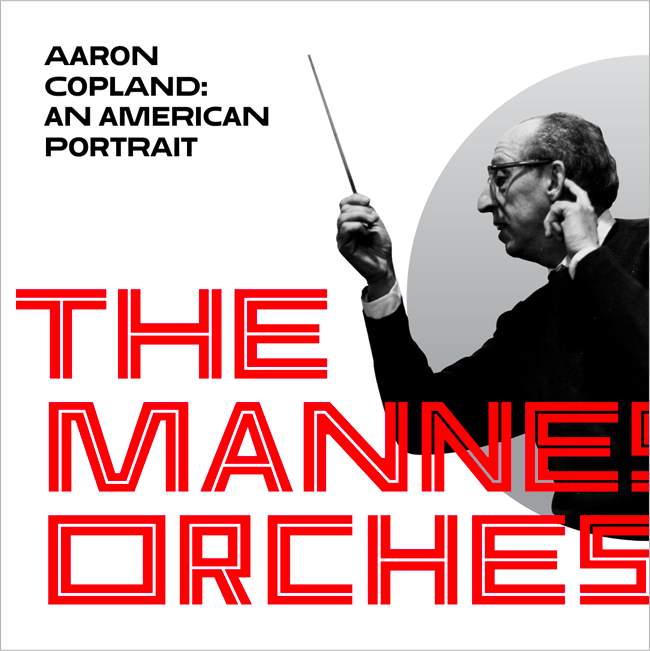 AARON
COPLAND:
AN AMERICAN
PORTRAIT
THE
MANNES
ORCHES